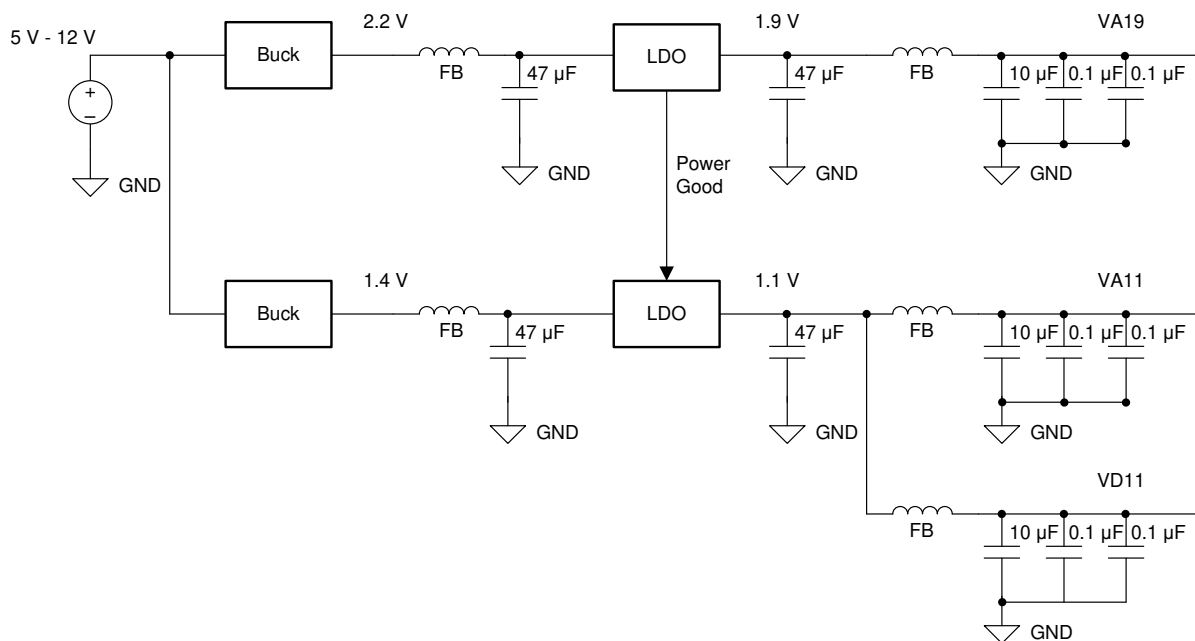 5 V - 12 V
Buck
2.2 V
FB
47 µF
GND
LDO
1.9 V
47 µF
GND
FB
VA19
10 µF
0.1 µF
0.1 µF
GND
+
−
GND
Power
Good
Buck
1.4 V
FB
47 µF
GND
LDO
1.1 V
47 µF
GND
FB
VA11
10 µF
0.1 µF
0.1 µF
GND
FB
VD11
10 µF
0.1 µF
0.1 µF
GND